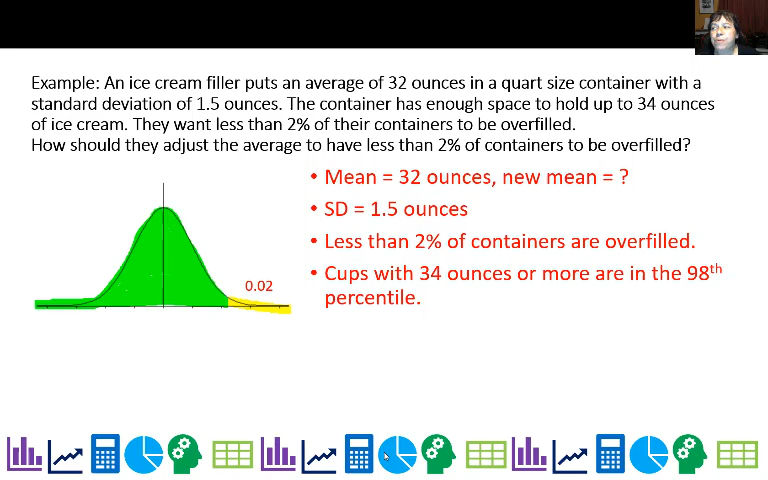 Example: An ice cream filler puts an average of 32 ounces in a quart size container with a
standard deviation of 1.5 ounces. The container has enough space to hold up to 34 ounces
of ice cream. They want less than 2% of their containers to be overfilled.
How should they adjust the average to have less than 2% of containers to be overfilled?
• Mean = 32 ounces, new mean = ?
• SD = 1.5 ounces
• Less than 2% of containers are overfilled.
• Cups with 34 ounces or more are in the 98th
percentile.
0.02